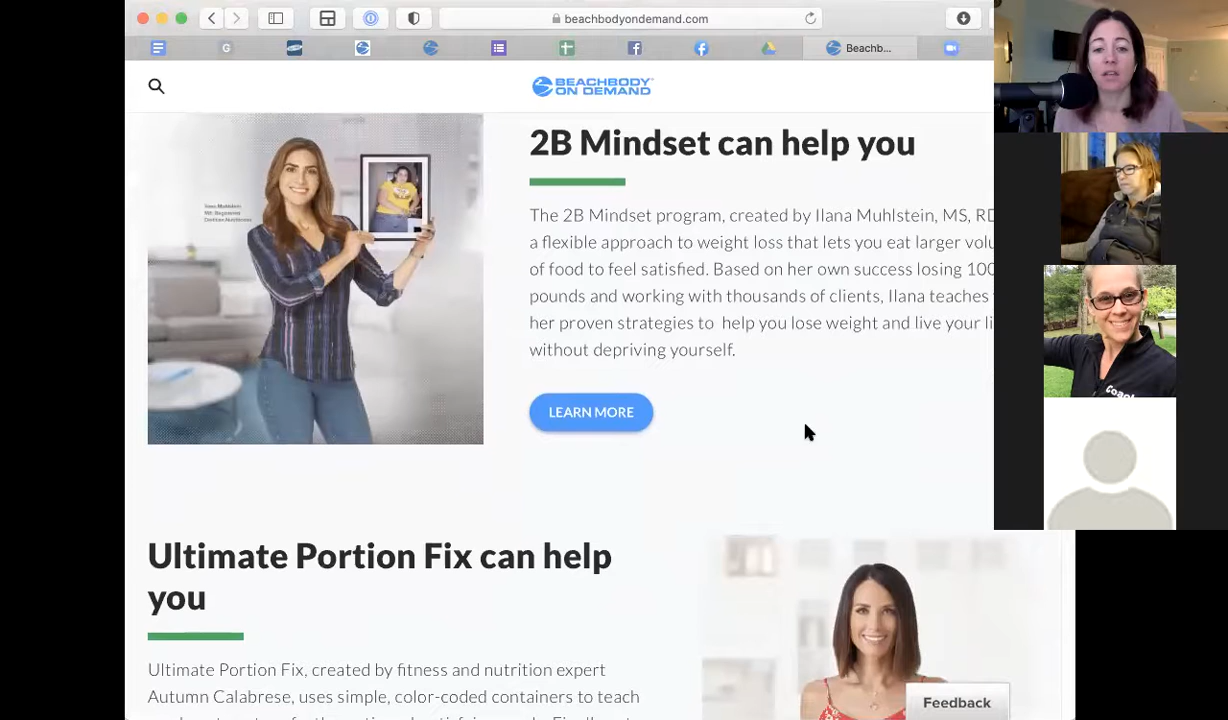 beachbodyondemand.com
G
Beachb...
BEACHBODY
ON DEMAND
2B Mindset can help you
The 2B Mindset program, created by Ilana Muhlstein, MS, RD
a flexible approach to weight loss that lets you eat larger volu
of food to feel satisfied. Based on her own success losing 100
pounds and working with thousands of clients, Ilana teaches
her proven strategies to help you lose weight and live your li
without depriving yourself.
LEARN MORE
Ultimate Portion Fix can help
you
Ultimate Portion Fix, created by fitness and nutrition expert
Autumn Calabrese, uses simple, color-coded containers to teach
Feedback
Coach